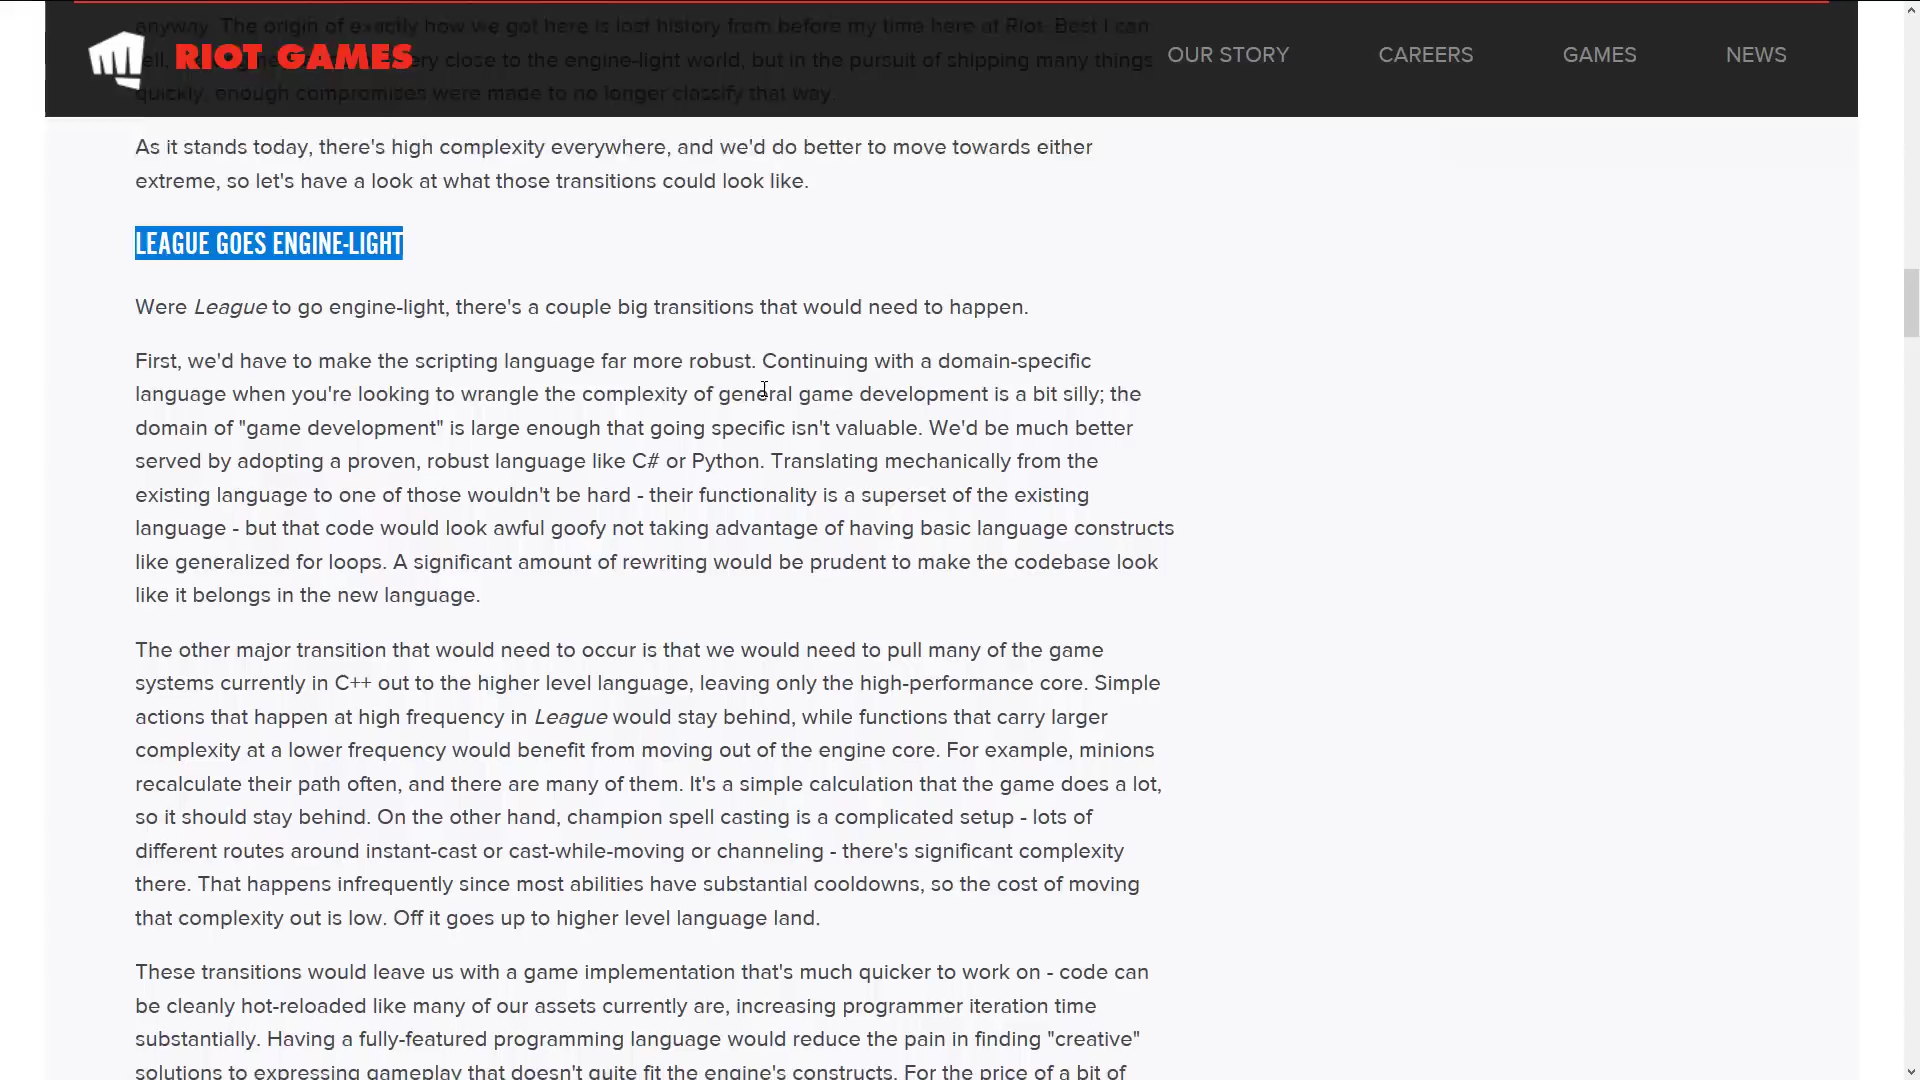 anyway. The origin of exactly how we got here is lost history from before my time here at Riot. Best I can
RIOT GAMES
OUR STORY
CAREERS
GAMES
NEWS
very close to the engine-light world, but in the pursuit of shipping many things
quickly, enough compromises were made to no longer classify that way.
As it stands today, there's high complexity everywhere, and we'd do better to move towards either
extreme, so let's have a look at what those transitions could look like.
LEAGUE GOES ENGINE-LIGHT
Were League to go engine-light, there's a couple big transitions that would need to happen.
First, we'd have to make the scripting language far more robust. Continuing with a domain-specific
language when you're looking to wrangle the complexity of general game development is a bit silly; the
domain of "game development" is large enough that going specific isn't valuable. We'd be much better
served by adopting a proven, robust language like C# or Python. Translating mechanically from the
existing language to one of those wouldn't be hard - their functionality is a superset of the existing
language - but that code would look awful goofy not taking advantage of having basic language constructs
like generalized for loops. A significant amount of rewriting would be prudent to make the codebase look
like it belongs in the new language.
The other major transition that would need to occur is that we would need to pull many of the game
systems currently in C++ out to the higher level language, leaving only the high-performance core. Simple
actions that happen at high frequency in League would stay behind, while functions that carry larger
complexity at a lower frequency would benefit from moving out of the engine core. For example, minions
recalculate their path often, and there are many of them. It's a simple calculation that the game does a lot,
so it should stay behind. On the other hand, champion spell casting is a complicated setup - lots of
different routes around instant-cast or cast-while-moving or channeling - there's significant complexity
there. That happens infrequently since most abilities have substantial cooldowns, so the cost of moving
that complexity out is low. Off it goes up to higher level language land.
These transitions would leave us with a game implementation that's much quicker to work on - code can
be cleanly hot-reloaded like many of our assets currently are, increasing programmer iteration time
substantially. Having a fully-featured programming language would reduce the pain in finding "creative"
solutions to expressing gameplay that doesn't quite fit the engine's constructs. For the price of a bit of